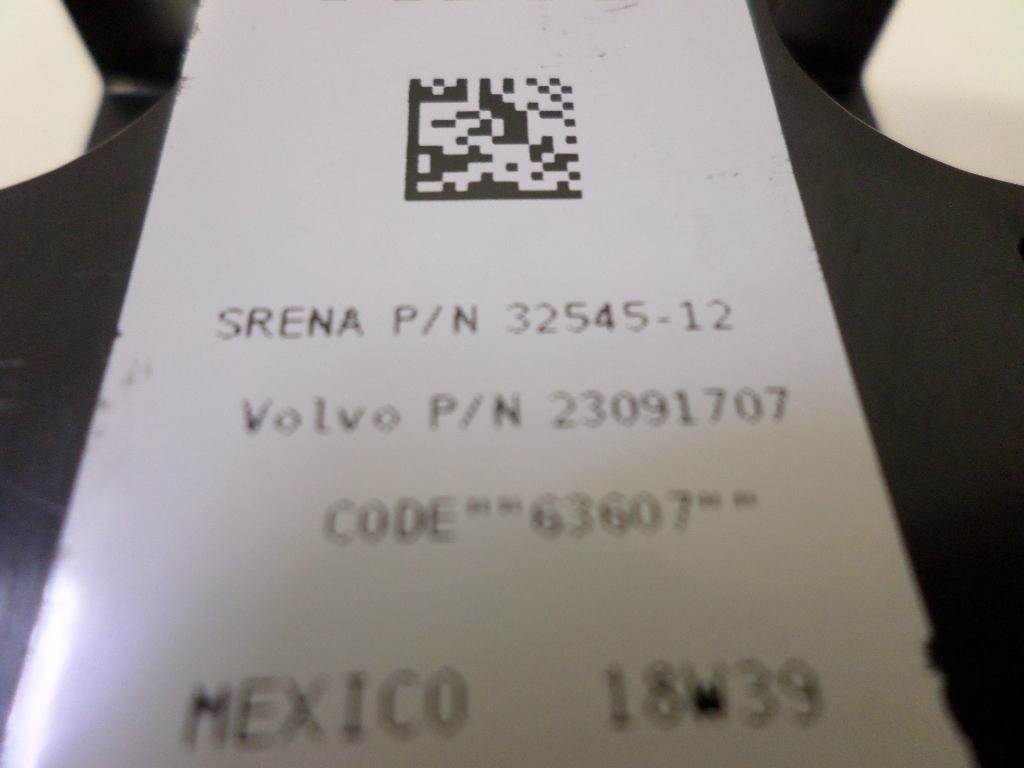 SRENA P/N 32545-12
Volvo P/N 23091707
CODE""63607""
MEXICO 18W39